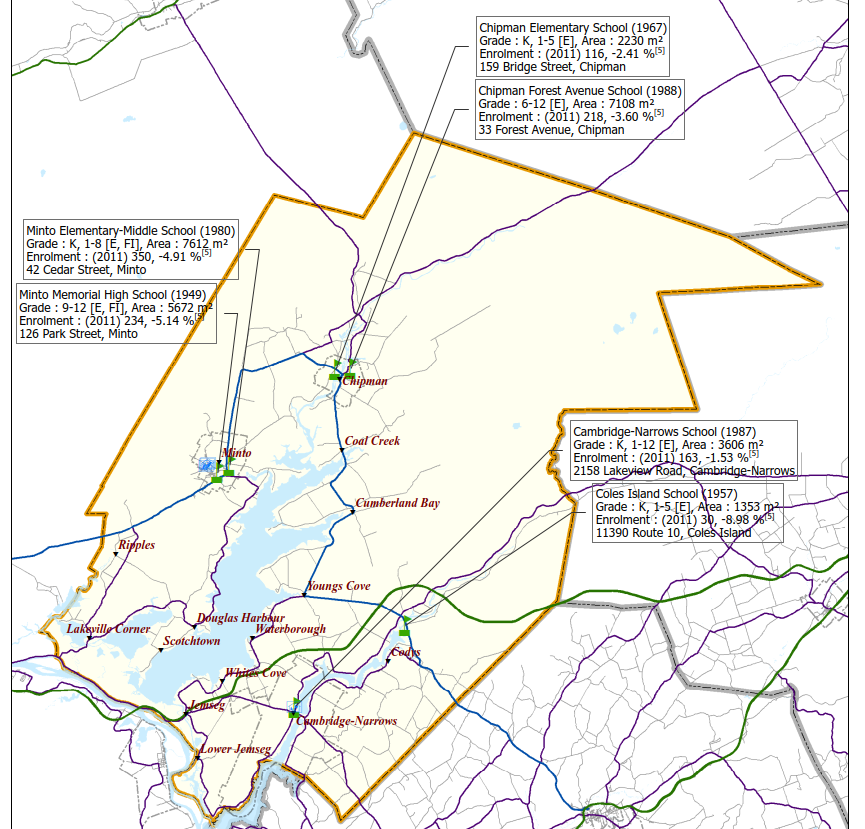 Chipman Elementary School (1967)
Grade : K, 1-5 [E], Area : 2230 m²
Enrolment : (2011) 116, -2.41 %[5]
159 Bridge Street, Chipman
Chipman Forest Avenue School (1988)
Grade : 6-12 [E], Area : 7108 m²
Enrolment : (2011) 218, -3.60 %[5]
33 Forest Avenue, Chipman
Minto Elementary-Middle School (1980)
Grade : K, 1-8 [E, FI], Area : 7612 m²
Enrolment : (2011) 350, -4.91 %[5]
42 Cedar Street, Minto
Minto Memorial High School (1949)
Grade : 9-12 [E, FI], Area : 5672 m²
Enrolment : (2011) 234, -5.14 %[5]
126 Park Street, Minto
Chipman
Cambridge-Narrows School (1987)
Grade : K, 1-12 [E], Area : 3606 m²
Enrolment : (2011) 163, -1.53 %[5]
2158 Lakeview Road, Cambridge-Narrows
Coal Creek
Minto
Coles Island School (1957)
Grade : K, 1-5 [E], Area : 1353 m²
Enrolment : (2011) 30, -8.98 %[5]
11390 Route 10, Coles Island
Cumberland Bay
Ripples
Youngs Cove
Douglas Harbour
Lakeville Corner
Waterborough
Scotchtown
Codys
Whites Cove
Jemseg
Cambridge-Narrows
Lower Jemseg